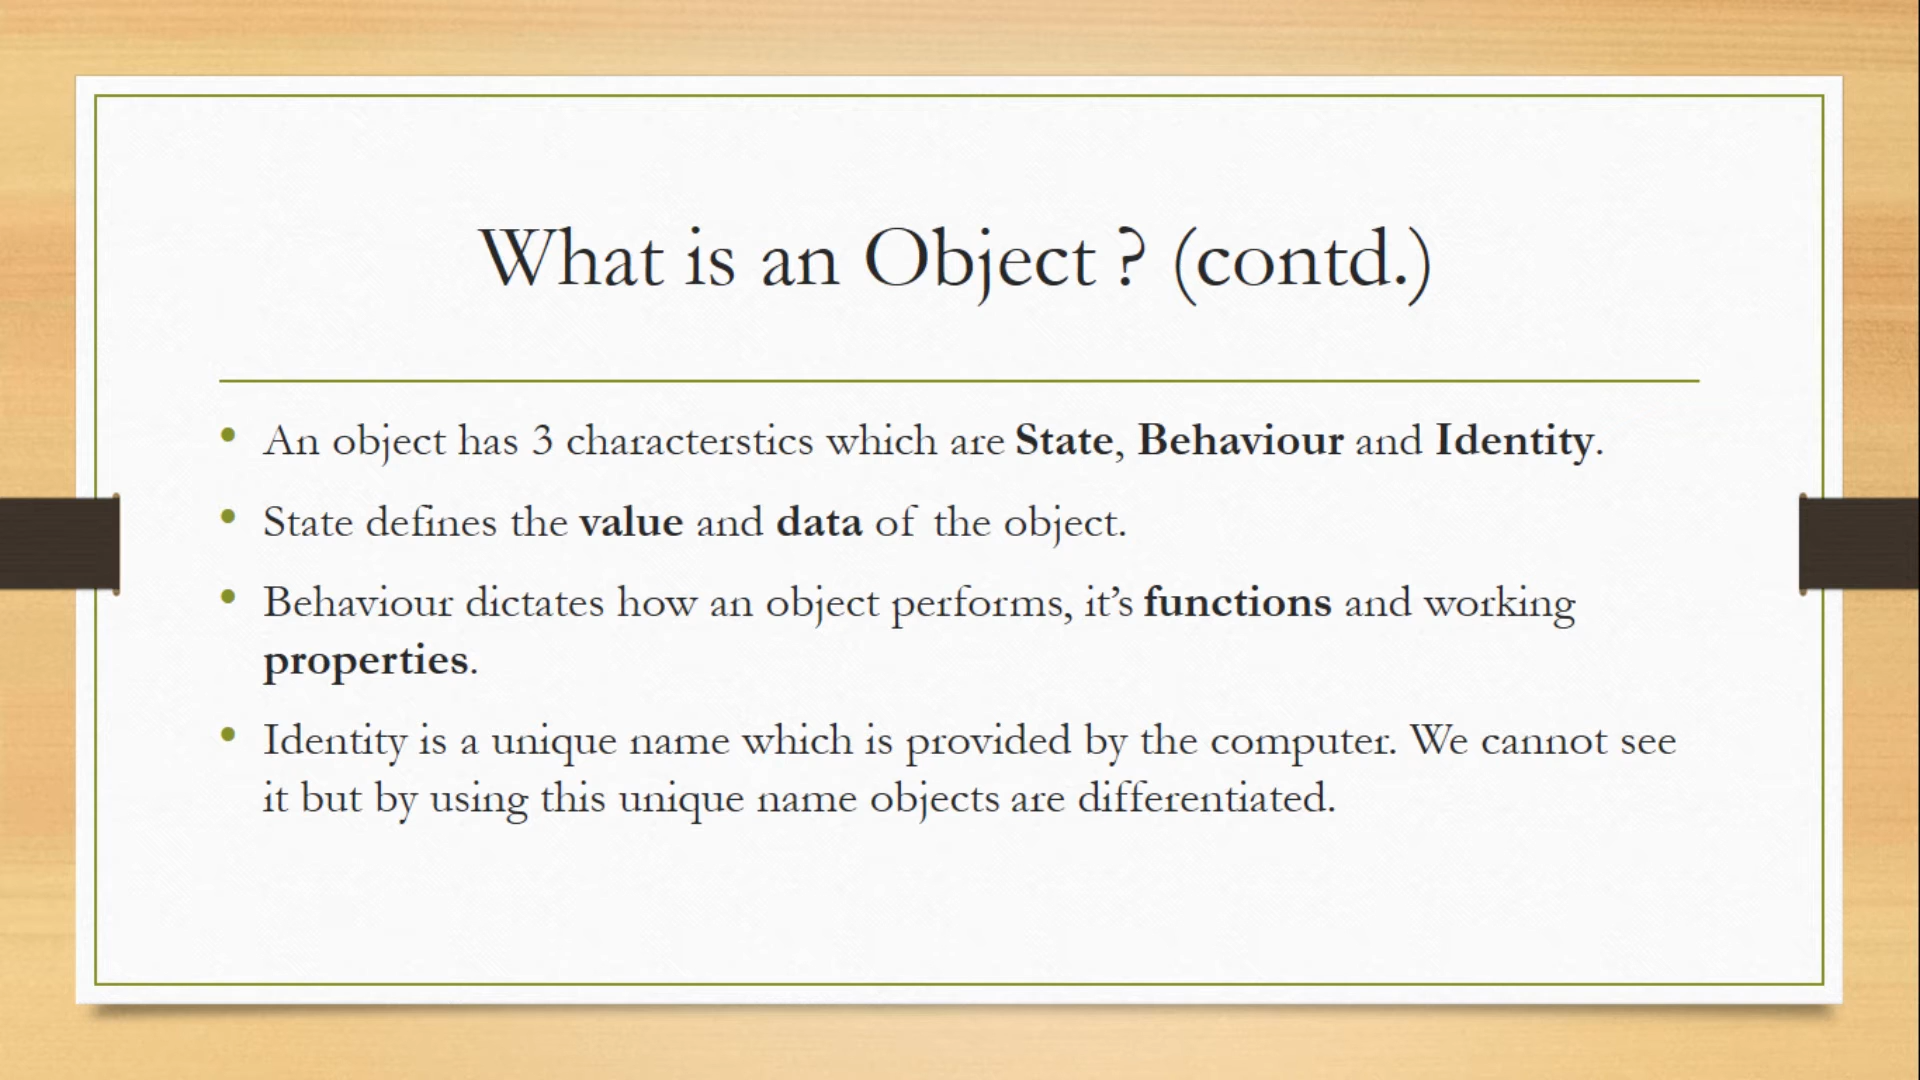 What is an Object ? (contd.)
• An object has 3 characterstics which are State, Behaviour and Identity.
• State defines the value and data of the object.
• Behaviour dictates how an object performs, it’s functions and working
properties.
• Identity is a unique name which is provided by the computer. We cannot see
it but by using this unique name objects are differentiated.